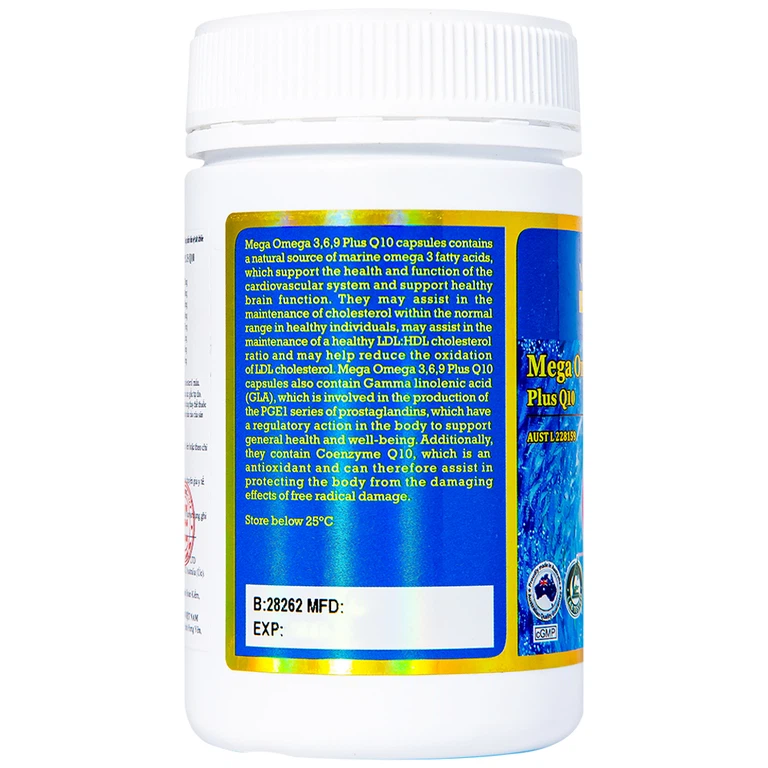 Mega Omega 3,6,9 Plus Q10 capsules contains
a natural source of marine omega 3 fatty acids,
which support the health and function of the
cardiovascular system and support healthy
brain function. They may assist in the
maintenance of cholesterol within the normal
range in healthy individuals, may assist in the
maintenance of a healthy LDL:HDL cholesterol
ratio and may help reduce the oxidation
of LDL cholesterol. Mega Omega 3,6,9 Plus Q10
capsules also contain Gamma linolenic acid
(GLA), which is involved in the production of
the PGE1 series of prostaglandins, which have
a regulatory action in the body to support
general health and well-being. Additionally,
they contain Coenzyme Q10, which is an
antioxidant and can therefore assist in
protecting the body from the damaging
effects of free radical damage.
Store below 25°C
B:28262 MFD:
EXP:
Mega
Plus Q10
AUST L 228159
cGMP